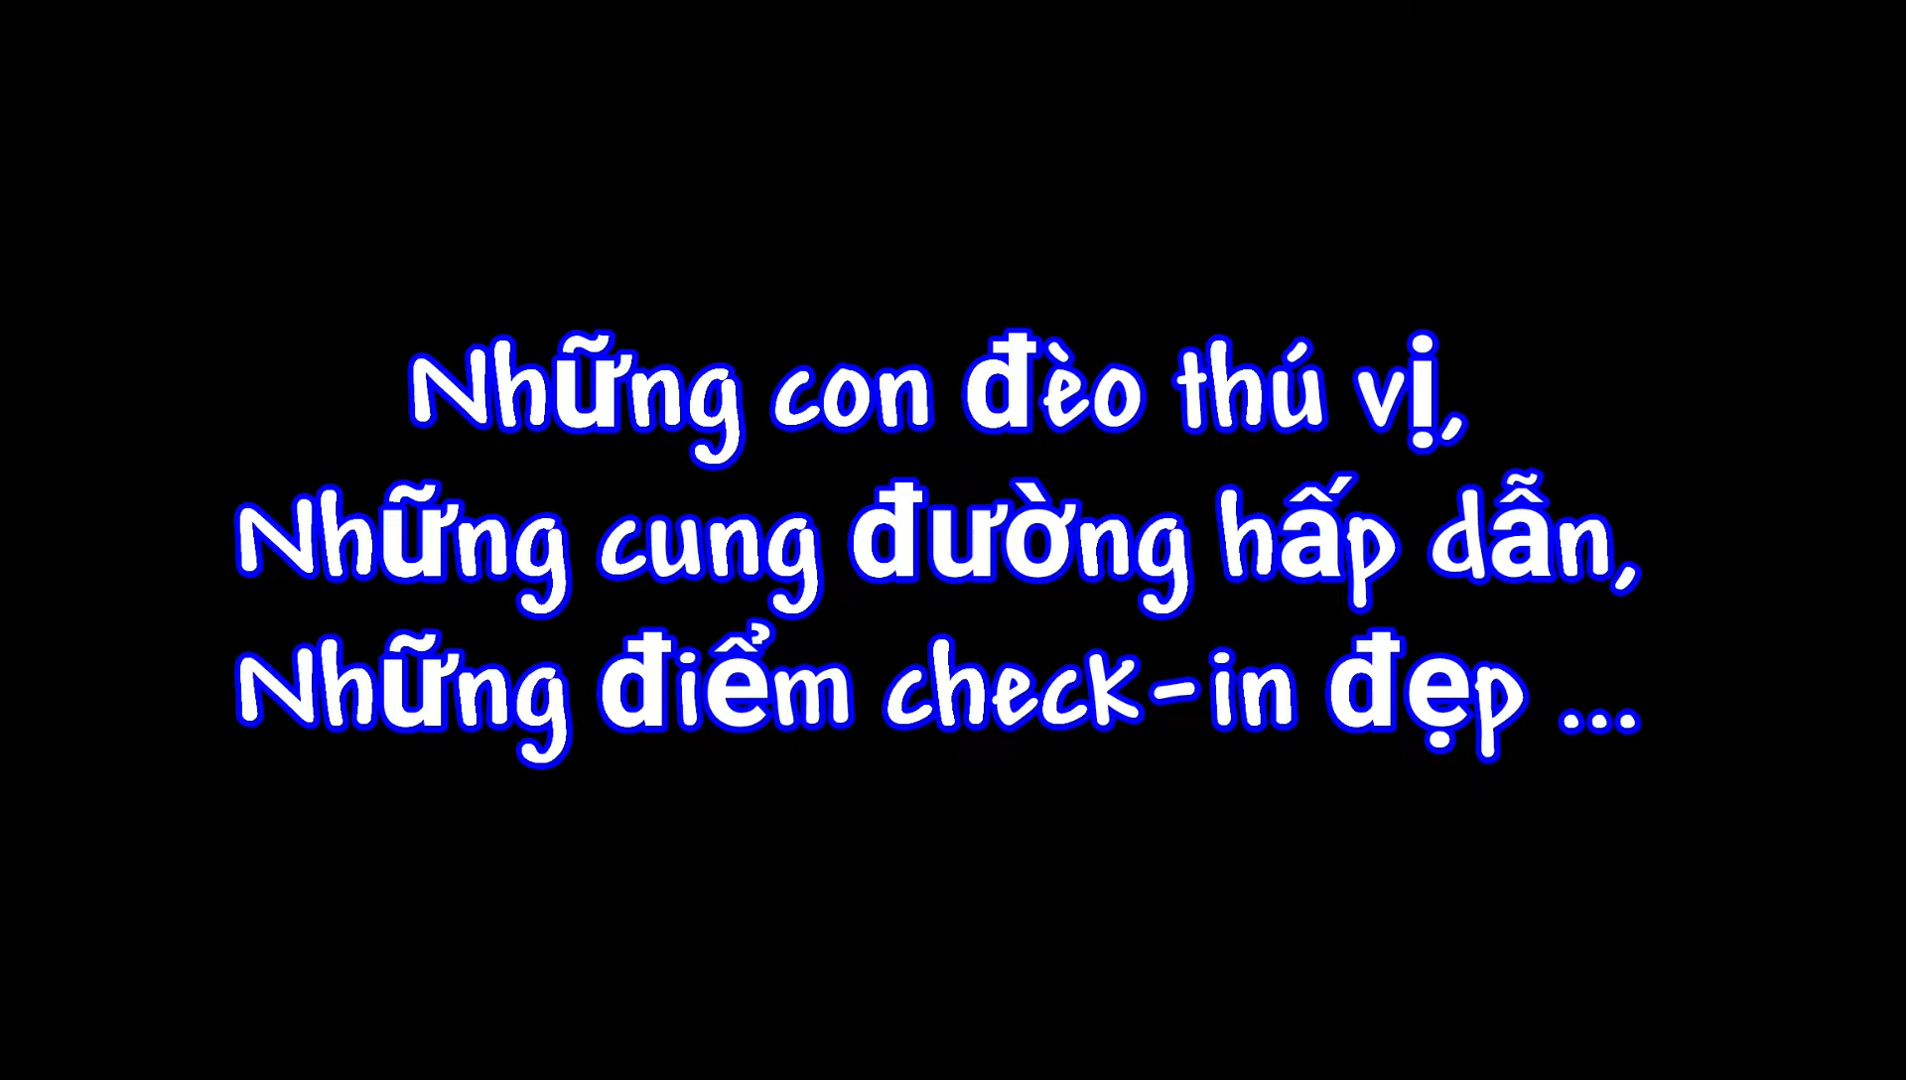 Những con đèo thú vị,
Những cung đường hấp dẫn,
Những điểm check-in đẹp ...